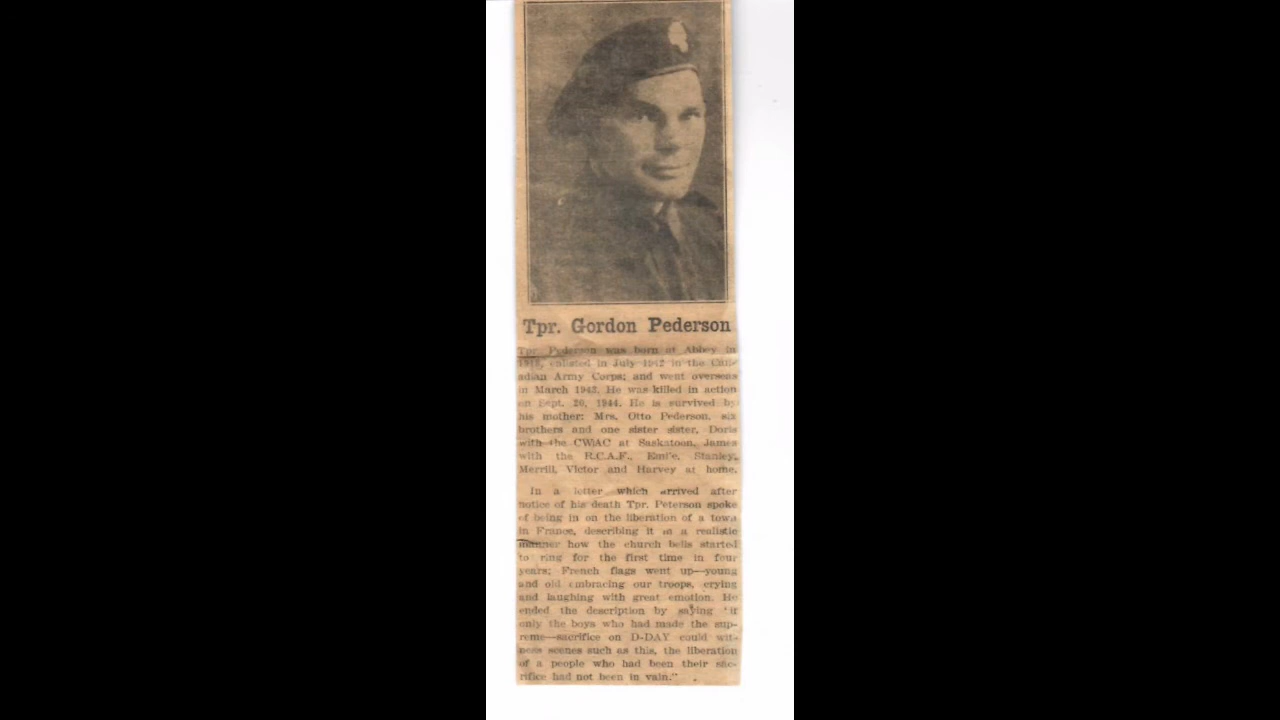 Tpr. Gordon Pederson
Tpr. Pederson was born at Abbey in
1918, enlisted in July 1942 in the Can-
adian Army Corps; and went overseas
in March 1943. He was killed in action
on Sept. 20, 1944. He is survived by
his mother: Mrs. Otto Pederson, six
brothers and one sister sister, Doris
with the CWAC at Saskatoon, James
with the R.C.A.F., Emile, Stanley,
Merrill, Victor and Harvey at home.
In a letter which arrived after
notice of his death Tpr. Peterson spoke
of being in on the liberation of a town
in France, describing it in a realistic
manner how the church bells started
to ring for the first time in four
years; French flags went up—young
and old embracing our troops, crying
and laughing with great emotion. He
ended the description by saying "if
only the boys who had made the sup-
reme—sacrifice on D-DAY could wit-
ness scenes such as this, the liberation
of a people who had been their sac-
rifice had not been in vain."